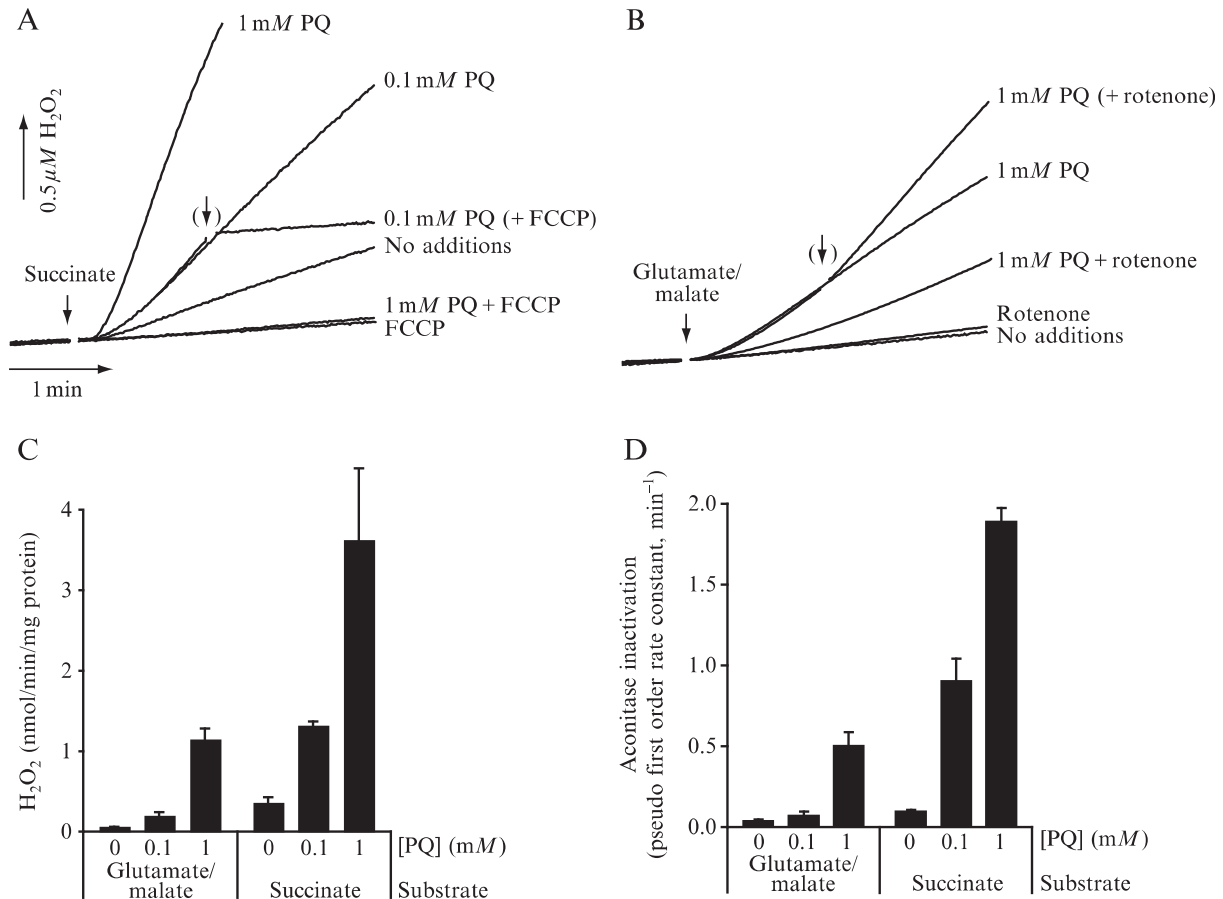 A
1 mM PQ
0.1 mM PQ
0.5 μM H₂O₂
( )
0.1 mM PQ (+ FCCP)
No additions
Succinate
1 mM PQ + FCCP
FCCP
1 min
B
1 mM PQ (+ rotenone)
1 mM PQ
( )
Glutamate/
malate
1 mM PQ + rotenone
Rotenone
No additions
C
H₂O₂ (nmol/min/mg protein)
4
3
2
1
0
0 0.1 1 0 0.1 1 [PQ] (mM)
Glutamate/
malate Succinate Substrate
D
Aconitase inactivation
(pseudo first order rate constant, min⁻¹)
2.0
1.5
1.0
0.5
0.0
0 0.1 1 0 0.1 1 [PQ] (mM)
Glutamate/
malate Succinate Substrate